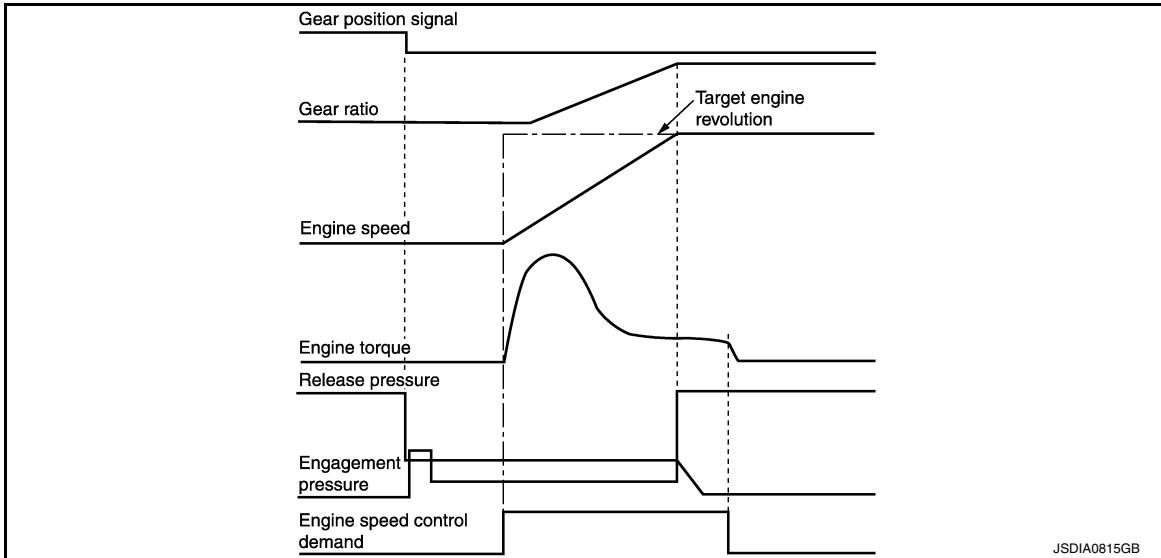 Gear position signal
Gear ratio
Target engine
revolution
Engine speed
Engine torque
Release pressure
Engagement
pressure
Engine speed control
demand
JSDIA0815GB